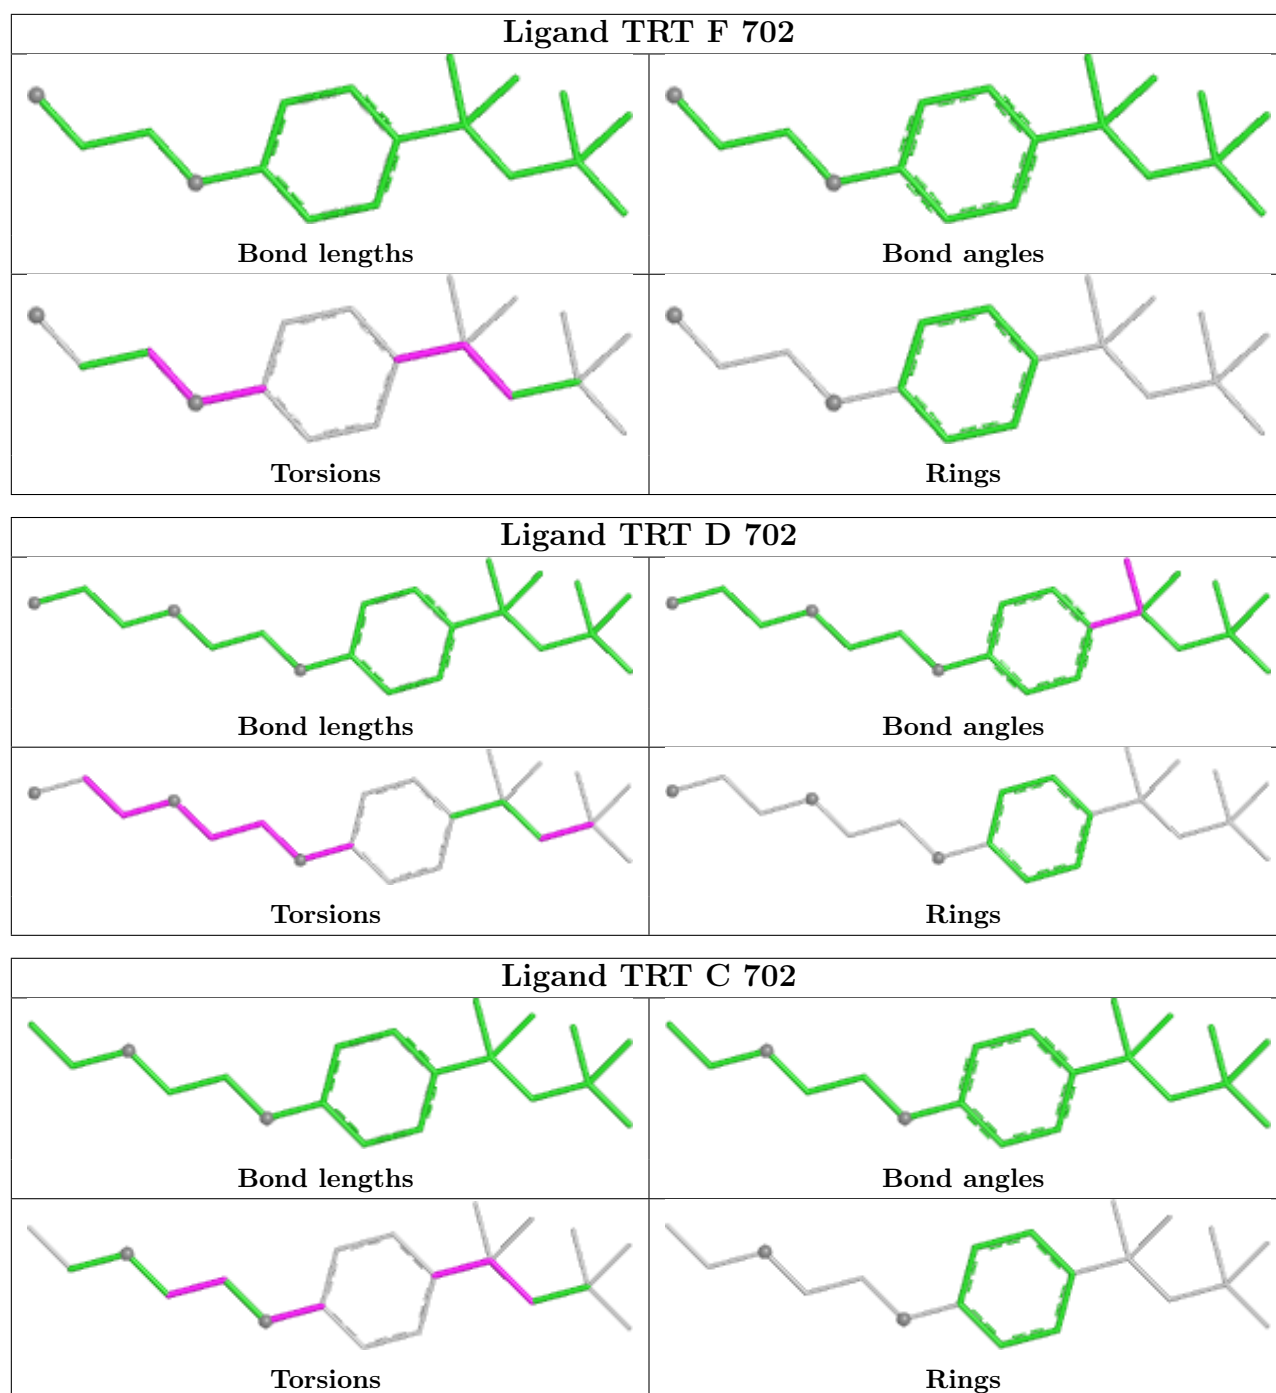 Ligand TRT F 702
Bond lengths
Bond angles
Torsions
Rings
Ligand TRT D 702
Bond lengths
Bond angles
Torsions
Rings
Ligand TRT C 702
Bond lengths
Bond angles
Torsions
Rings